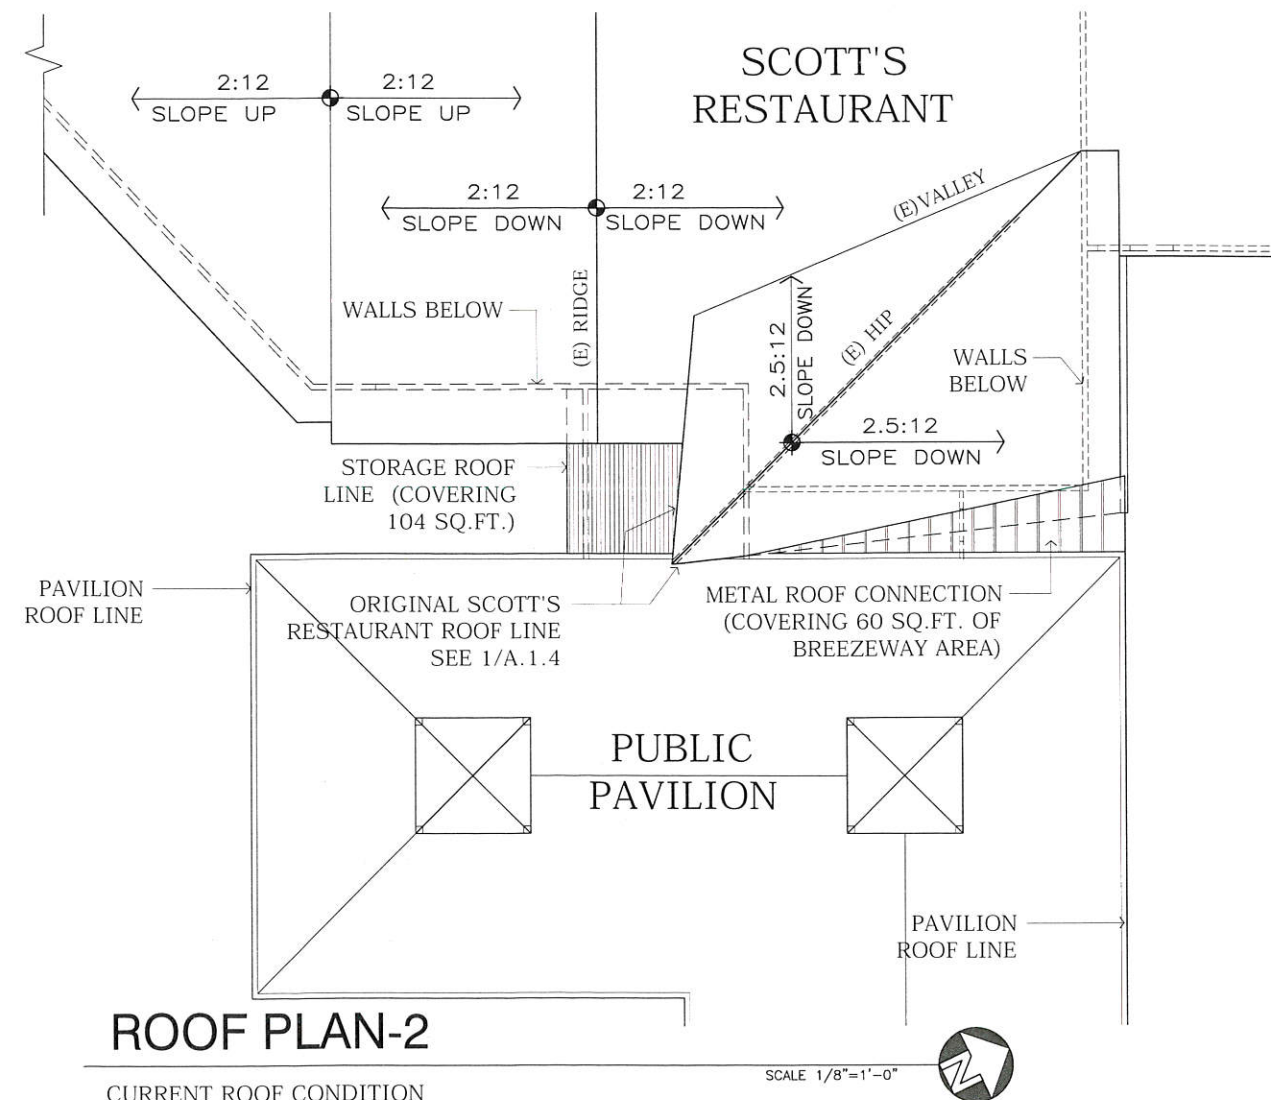 SCOTT'S
RESTAURANT
2:12
2:12
SLOPE UP
SLOPE UP
2:12
2:12
SLOPE DOWN
SLOPE DOWN
(E)VALLEY
WALLS BELOW
(E) RIDGE
2.5:12
SLOPE DOWN
(E) HIP
WALLS
BELOW
2.5:12
SLOPE DOWN
STORAGE ROOF
LINE (COVERING
104 SQ.FT.)
PAVILION
ROOF LINE
ORIGINAL SCOTT'S
RESTAURANT ROOF LINE
SEE 1/A.1.4
METAL ROOF CONNECTION
(COVERING 60 SQ.FT. OF
BREEZEWAY AREA)
PUBLIC
PAVILION
PAVILION
ROOF LINE
ROOF PLAN-2
SCALE 1/8"=1'-0"
N
CURRENT ROOF CONDITION